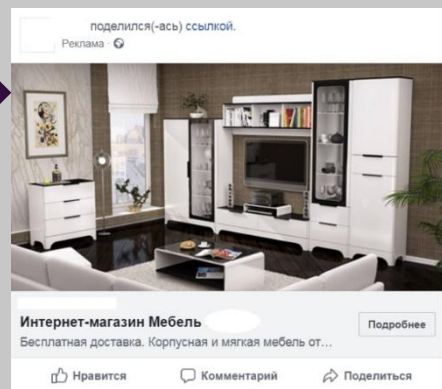 поделился(-ась) ссылкой.
Реклама ·
Интернет-магазин Мебель
Подробнее
Бесплатная доставка. Корпусная и мягкая мебель от...
Нравится
Комментарий
Поделиться